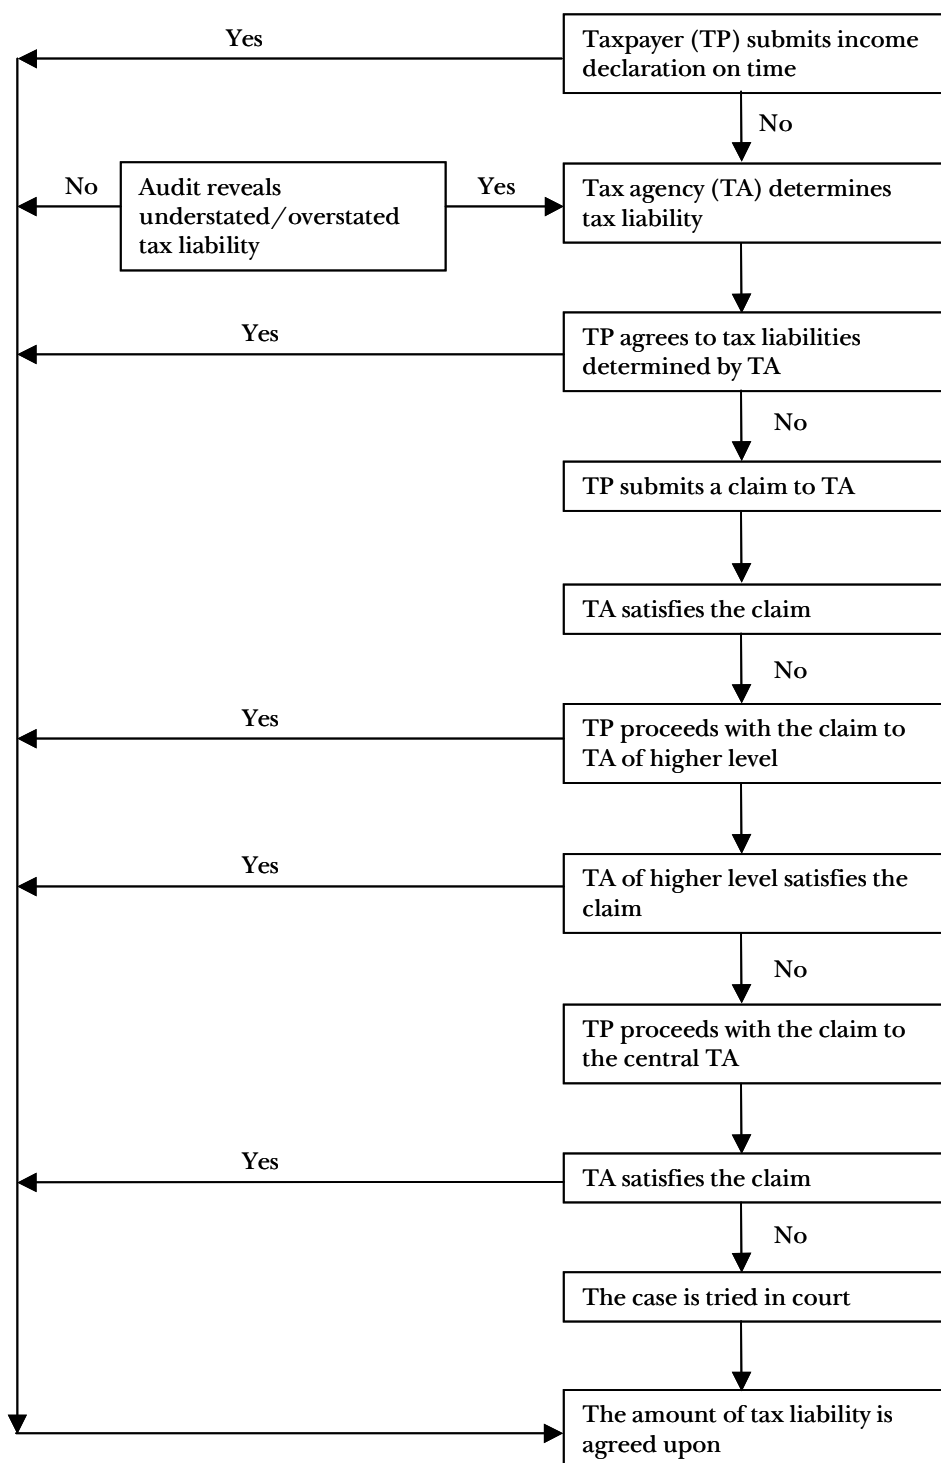 Yes
Taxpayer (TP) submits income
declaration on time
No
No
Audit reveals
understated/overstated
tax liability
Yes
Tax agency (TA) determines
tax liability
Yes
TP agrees to tax liabilities
determined by TA
No
TP submits a claim to TA
TA satisfies the claim
No
Yes
TP proceeds with the claim to
TA of higher level
Yes
TA of higher level satisfies the
claim
No
TP proceeds with the claim to
the central TA
Yes
TA satisfies the claim
No
The case is tried in court
The amount of tax liability is
agreed upon